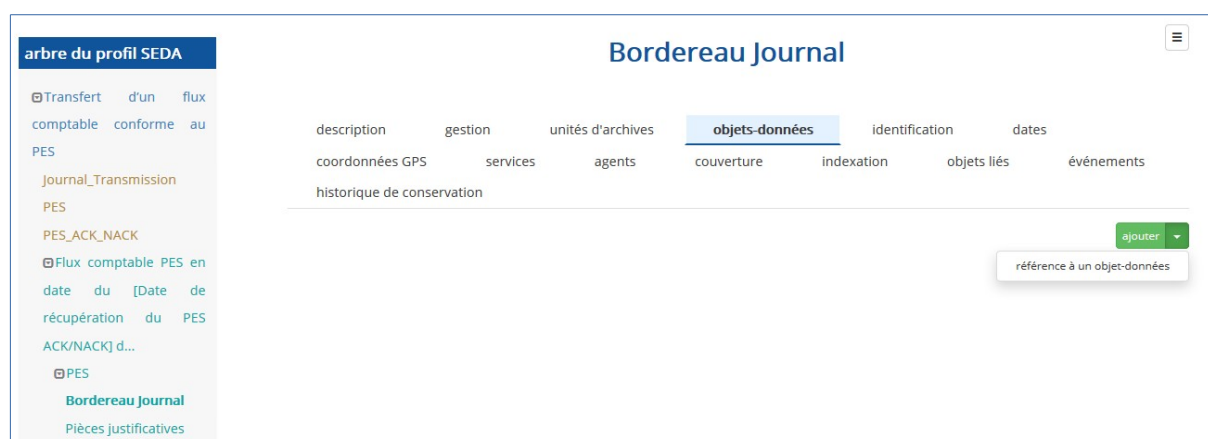 arbre du profil SEDA
Transfert d'un flux
comptable conforme au
PES
Journal_Transmission
PES
PES_ACK_NACK
Flux comptable PES en
date du [Date de
récupération du PES
ACK/NACK] d...
PES
Bordereau Journal
Pièces justificatives
Bordereau Journal
description gestion unités d'archives objets-données identification dates
coordonnées GPS services agents couverture indexation objets liés événements
historique de conservation
ajouter
référence à un objet-données